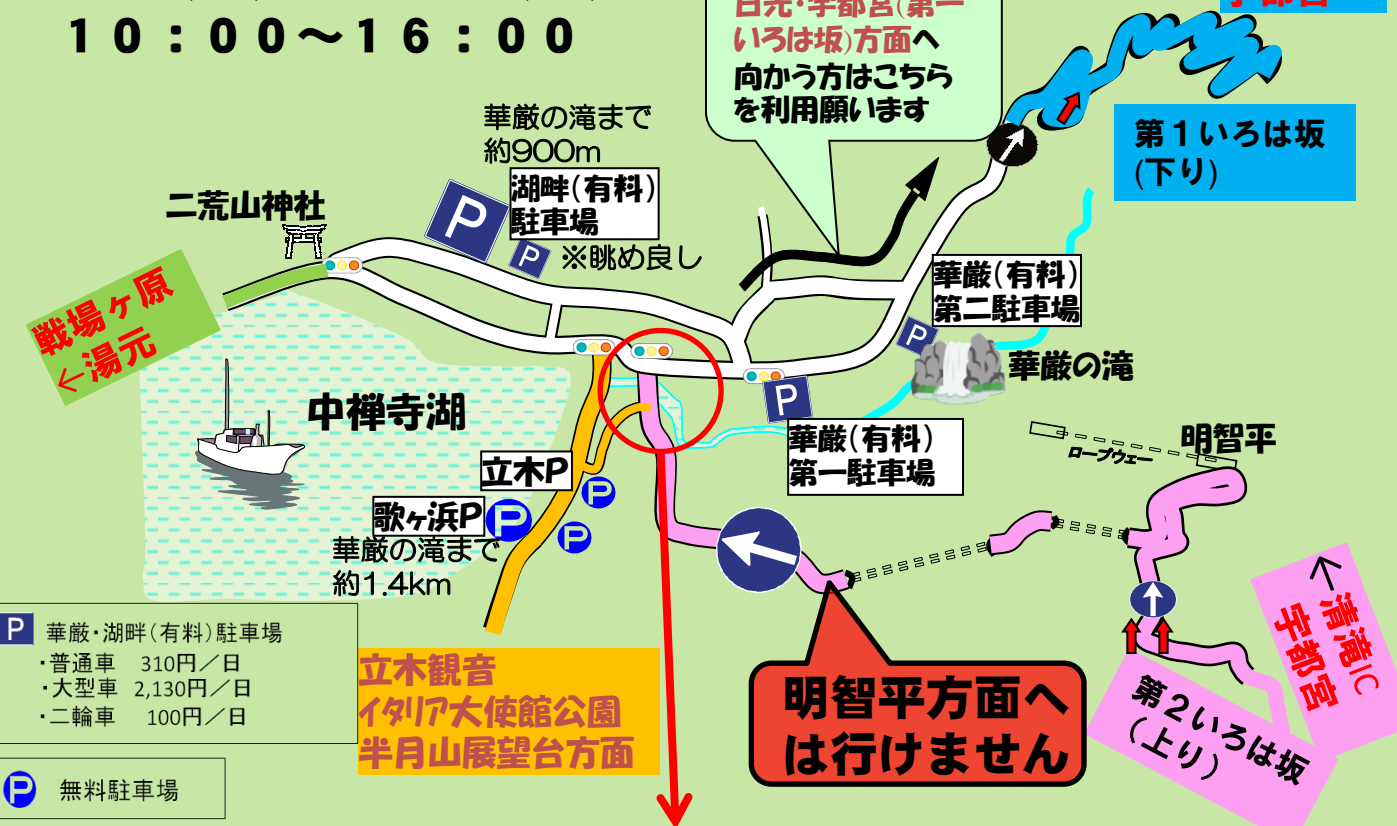 10：00～16：00
日光・宇都宮(第一
いろは坂)方面へ
向かう方はこちら
を利用願います
第１いろは坂
(下り)
華厳の滝まで
約900m
P
湖畔（有料）
駐車場
P
※眺め良し
二荒山神社
戦場ヶ原
←湯元
華厳（有料）
第二駐車場
P
華厳の滝
中禅寺湖
P
華厳（有料）
第一駐車場
明智平
ロープウェー
立木P
P
歌ヶ浜P
P
P
華厳の滝まで
約1.4km
←清滝IC
宇都宮
P 華厳・湖畔（有料）駐車場
・普通車 310円／日
・大型車 2,130円／日
・二輪車 100円／日
立木観音
イタリア大使館公園
半月山展望台方面
明智平方面へ
は行けません
第２いろは坂
（上り）
P 無料駐車場